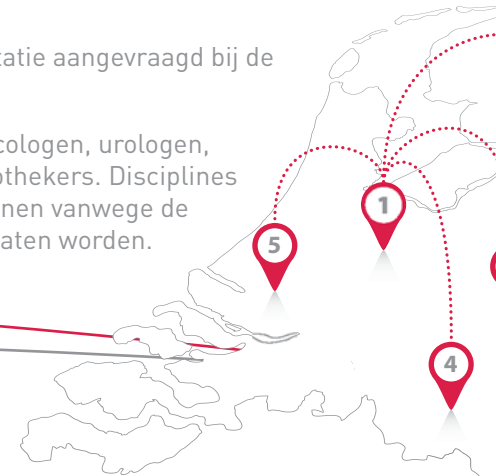 tatie aangevraagd bij de
cologen, urologen,
othekers. Disciplines
nen vanwege de
aten worden.
1
5
4